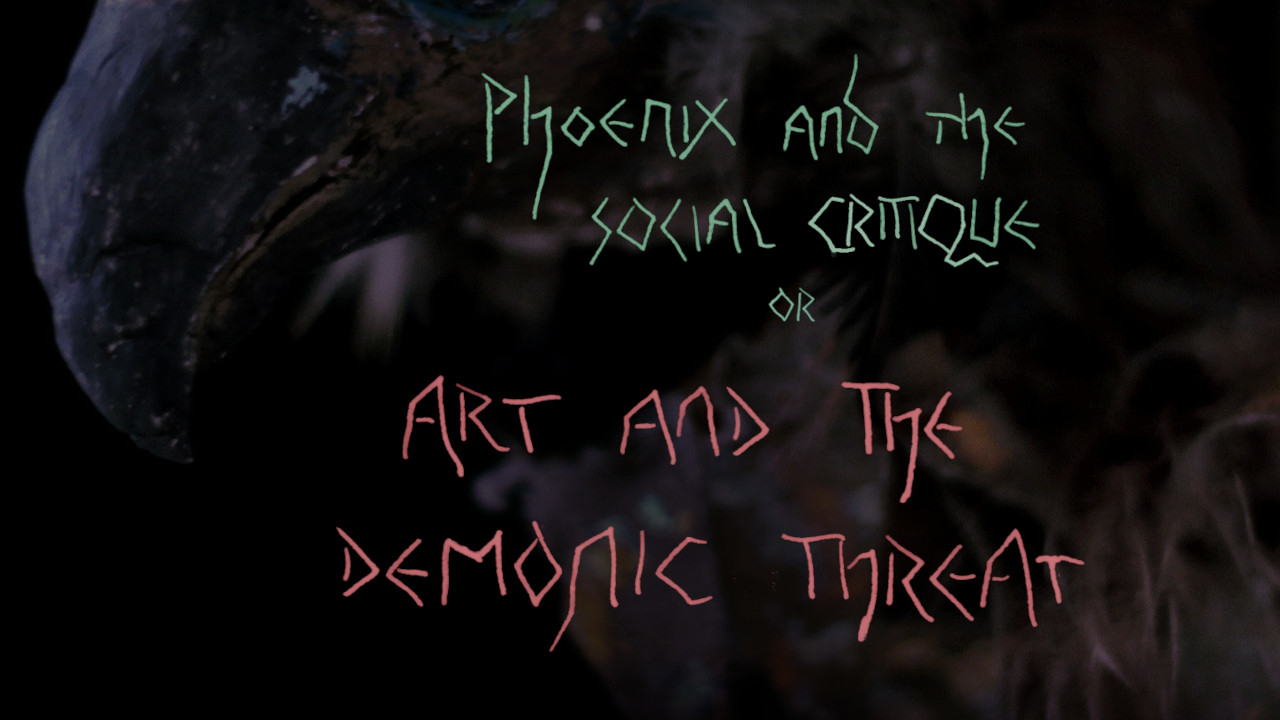 Phoenix and the
social critique
or
Art and the
Demonic Threat